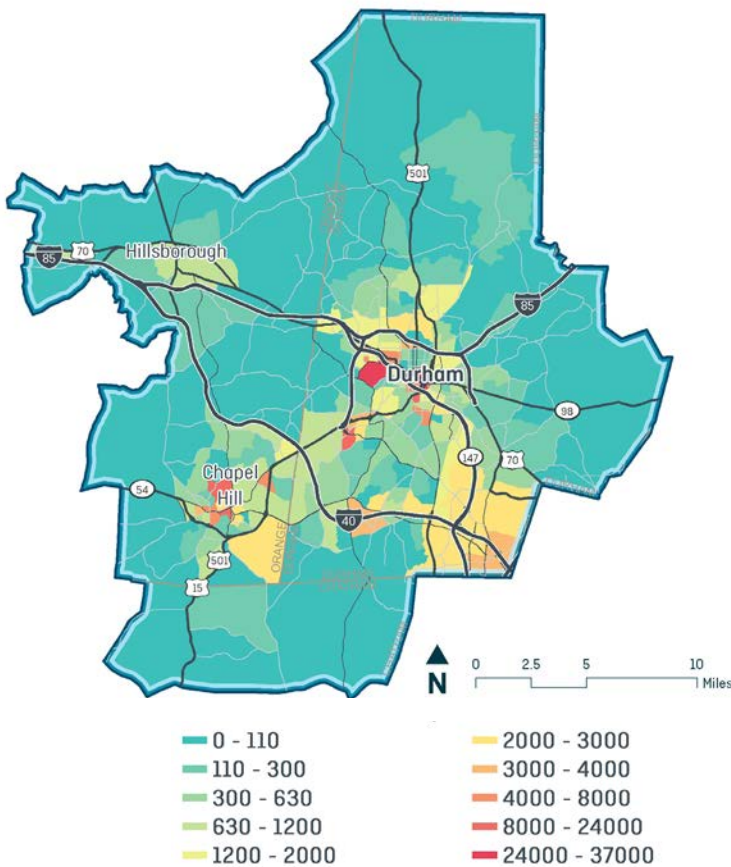 DURHAM
501
Hillsborough
70
85
85
Durham
98
147
70
Chapel
Hill
54
40
ORANGE
501
15
N
0 2.5 5 10
Miles
0 - 110
110 - 300
300 - 630
630 - 1200
1200 - 2000
2000 - 3000
3000 - 4000
4000 - 8000
8000 - 24000
24000 - 37000